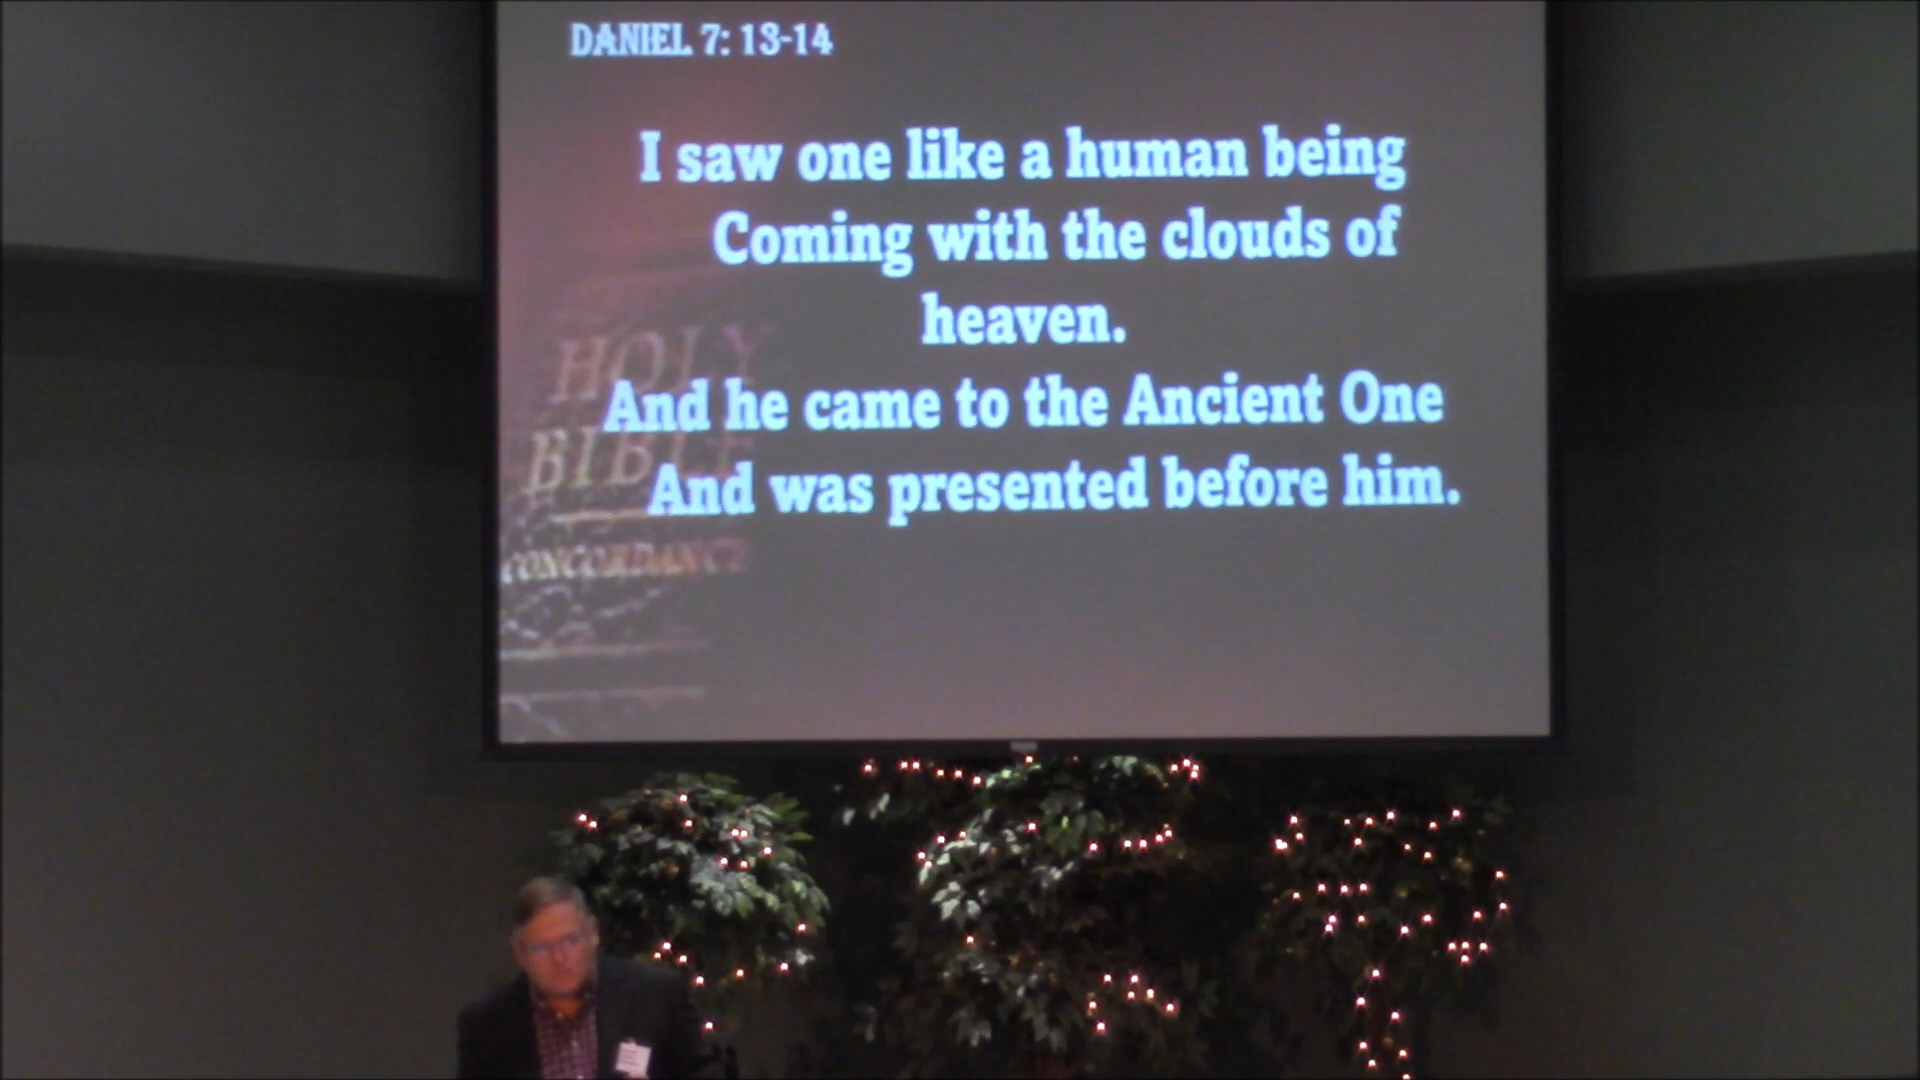 DANIEL 7: 13-14
I saw one like a human being
Coming with the clouds of
heaven.
And he came to the Ancient One
And was presented before him.
HOLY
BIBLE
CONCORDANCE